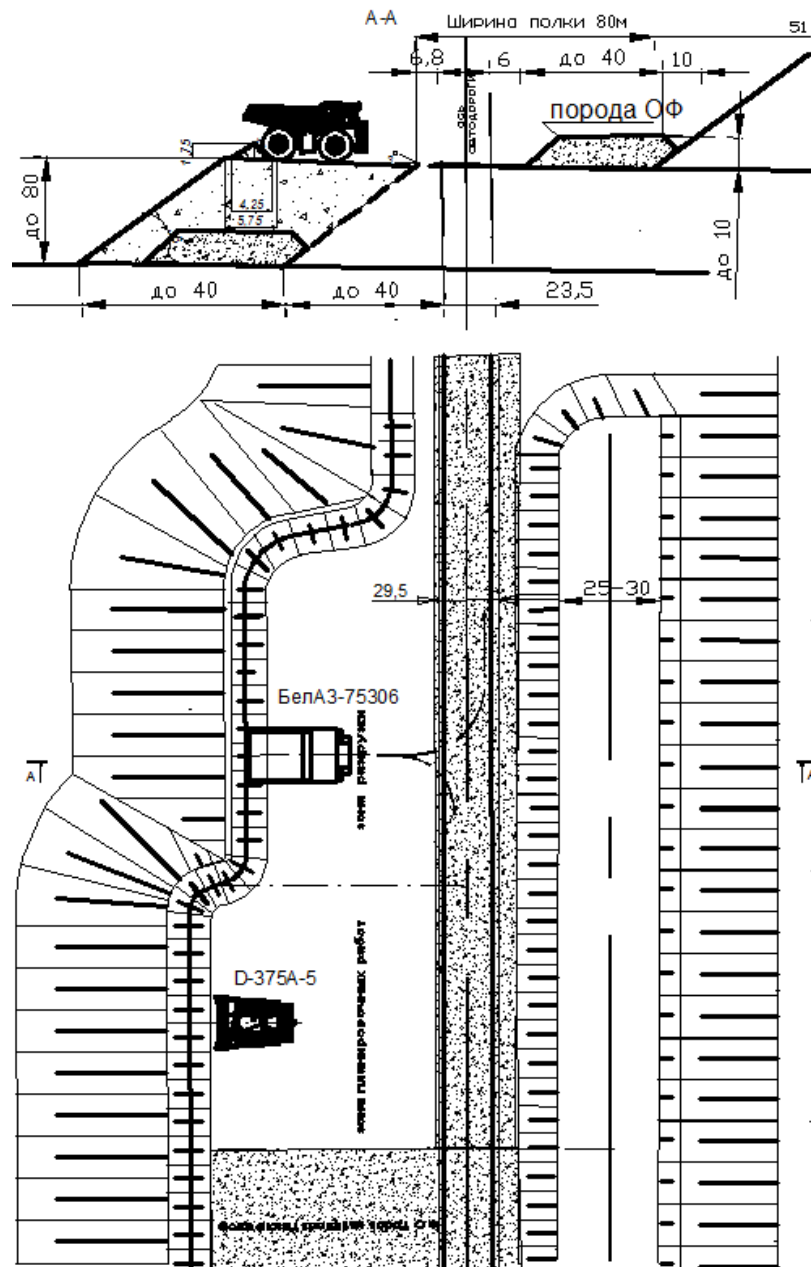 А-А
Ширина полки 80м
51
6,8
6
до 40
10
ось
автодороги
порода ОФ
1,75
до 80
4,25
5,75
до 10
до 40
до 40
23,5
29,5
25-30
БелАЗ-75306
зона разгрузки
А
А
D-375A-5
зона планировочных работ